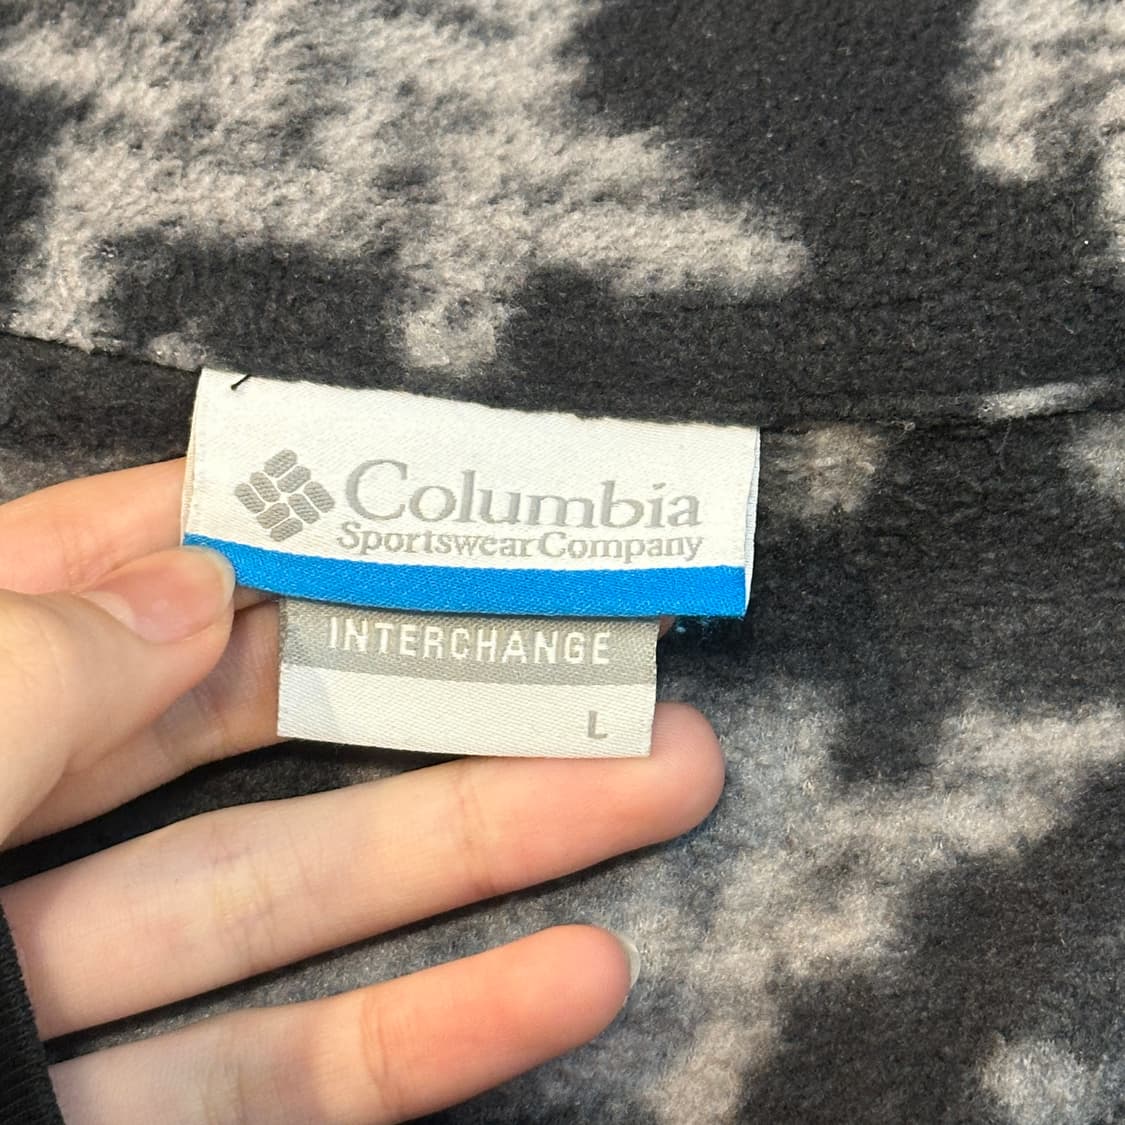 Columbia
Sportswear Company
INTERCHANGE
L